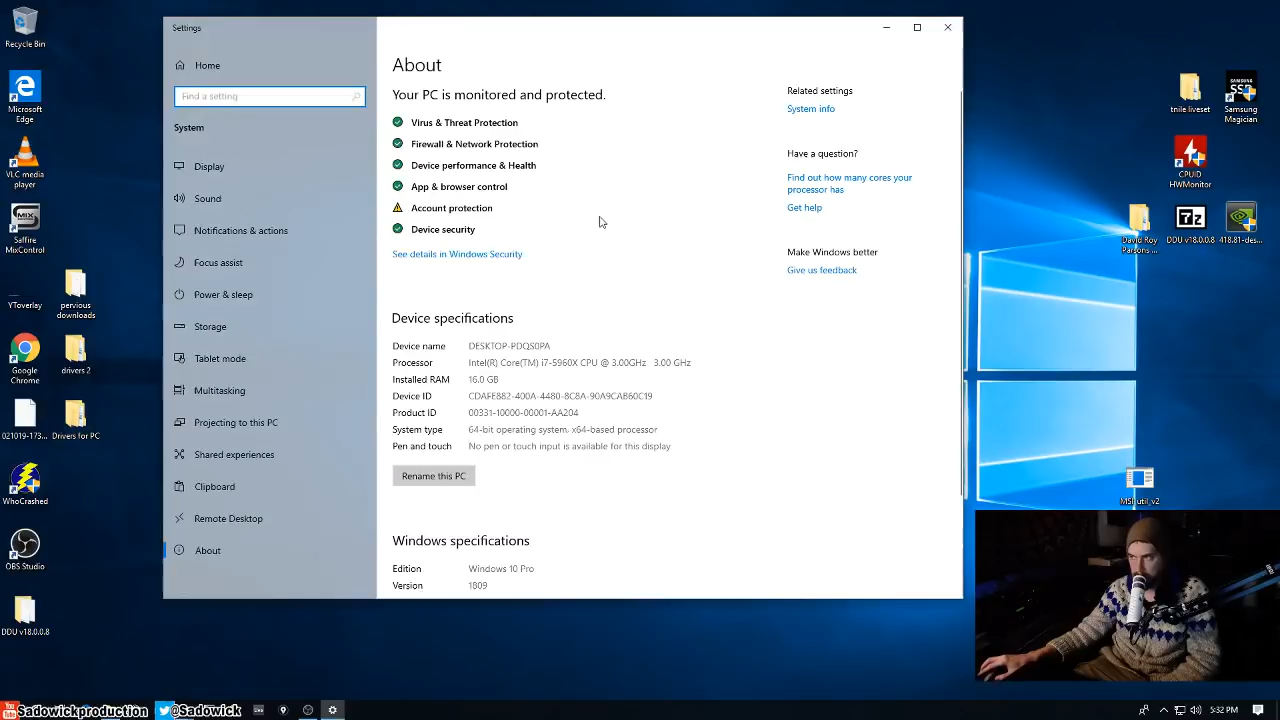 Settings
Home
Find a setting
System
Display
Sound
Notifications & actions
Focus assist
Power & sleep
Storage
Tablet mode
Multitasking
Projecting to this PC
Shared experiences
Clipboard
Remote Desktop
About
About
Your PC is monitored and protected.
Virus & Threat Protection
Firewall & Network Protection
Device performance & Health
App & browser control
Account protection
Device security
See details in Windows Security
Device specifications
Device name DESKTOP-PDQS0PA
Processor Intel(R) Core(TM) i7-5960X CPU @ 3.00GHz 3.00 GHz
Installed RAM 16.0 GB
Device ID CDAFE882-400A-4480-8C8A-90A9CAB60C19
Product ID 00331-10000-00001-AA204
System type 64-bit operating system, x64-based processor
Pen and touch No pen or touch input is available for this display
Rename this PC
Windows specifications
Edition Windows 10 Pro
Version 1809
Related settings
System info
Have a question?
Find out how many cores your
processor has
Get help
Make Windows better
Give us feedback
Recycle Bin
Microsoft
Edge
VLC media
player
MIX
Saffire
MixControl
YToverlay
pervious
downloads
Google
Chrome
drivers 2
021019-173...
Drivers for PC
WhoCrashed
OBS Studio
DDU v18.0.0.8
tnile liveset
SAMSUNG
SSD
Samsung
Magician
CPUID
HWMonitor
David Roy
Parsons ...
DDU v18.0.0.8
418.81-des...
MSI_util_v2
You
Sadowickproduction
@Sadowick
Live
5:32 PM